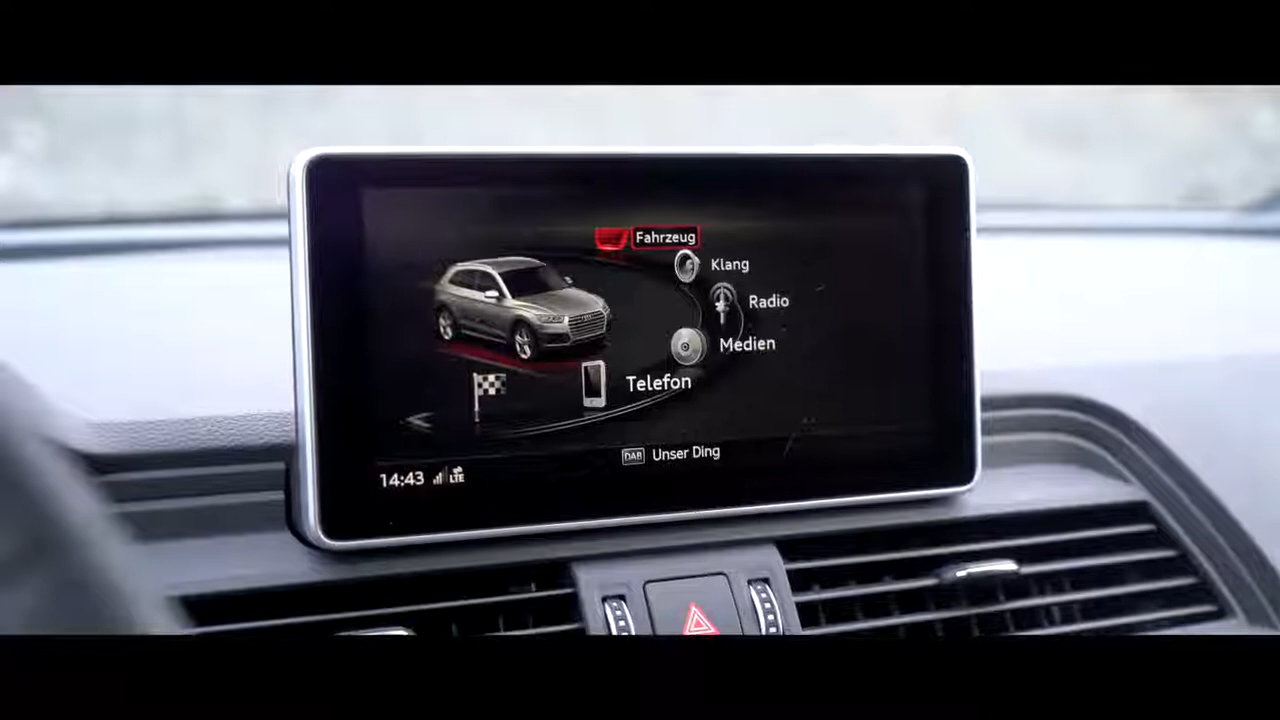 Fahrzeug
Klang
Radio
Medien
Telefon
DAB Unser Ding
14:43 LTE